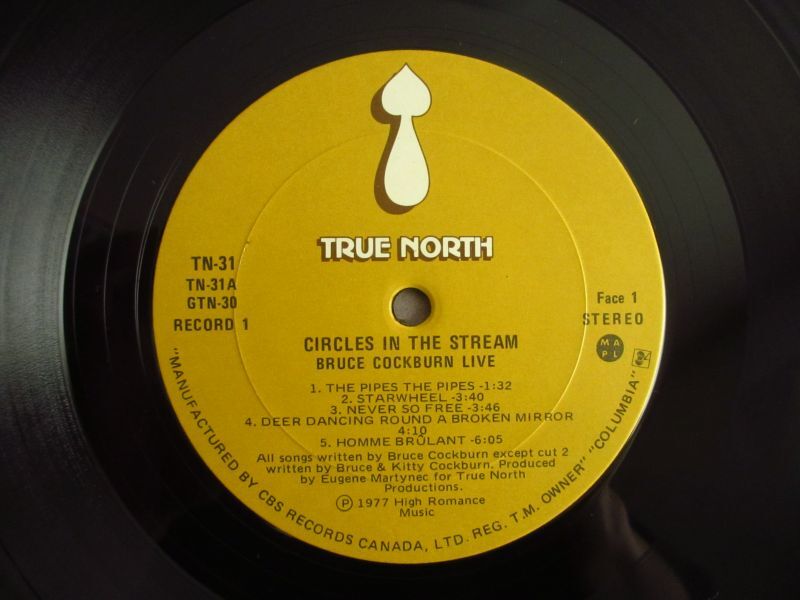 TRUE NORTH
TN-31
TN-31A
GTN-30
RECORD 1
Face 1
STEREO
M A
P L
CIRCLES IN THE STREAM
BRUCE COCKBURN LIVE
1. THE PIPES THE PIPES -1:32
2. STARWHEEL -3:40
3. NEVER SO FREE -3:46
4. DEER DANCING ROUND A BROKEN MIRROR
4:10
5. HOMME BRÛLANT -6:05
All songs written by Bruce Cockburn except cut 2
written by Bruce & Kitty Cockburn. Produced
by Eugene Martynec for True North
Productions.
Ⓟ 1977 High Romance
Music
"MANUFACTURED BY CBS RECORDS CANADA, LTD. REG. T.M. OWNER" "COLUMBIA"